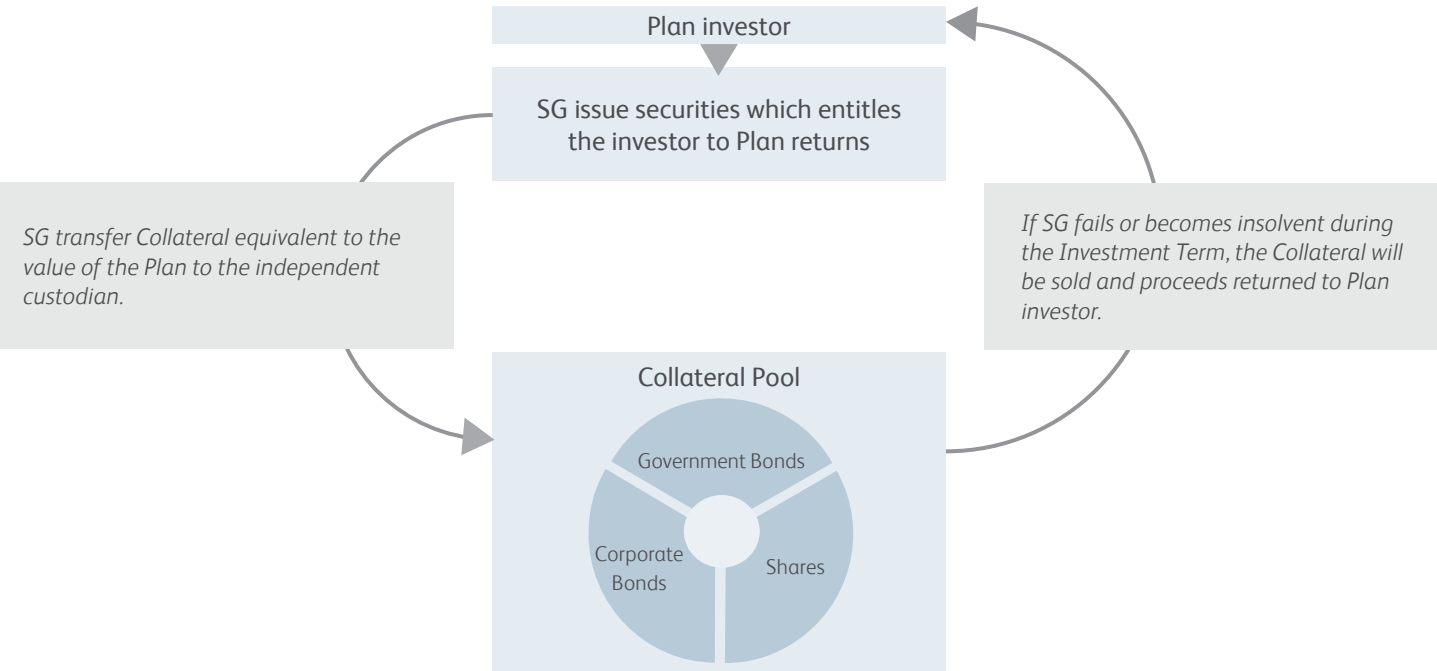 Plan investor
SG issue securities which entitles
the investor to Plan returns
SG transfer Collateral equivalent to the
value of the Plan to the independent
custodian.
If SG fails or becomes insolvent during
the Investment Term, the Collateral will
be sold and proceeds returned to Plan
investor.
Collateral Pool
Government Bonds
Corporate
Bonds
Shares